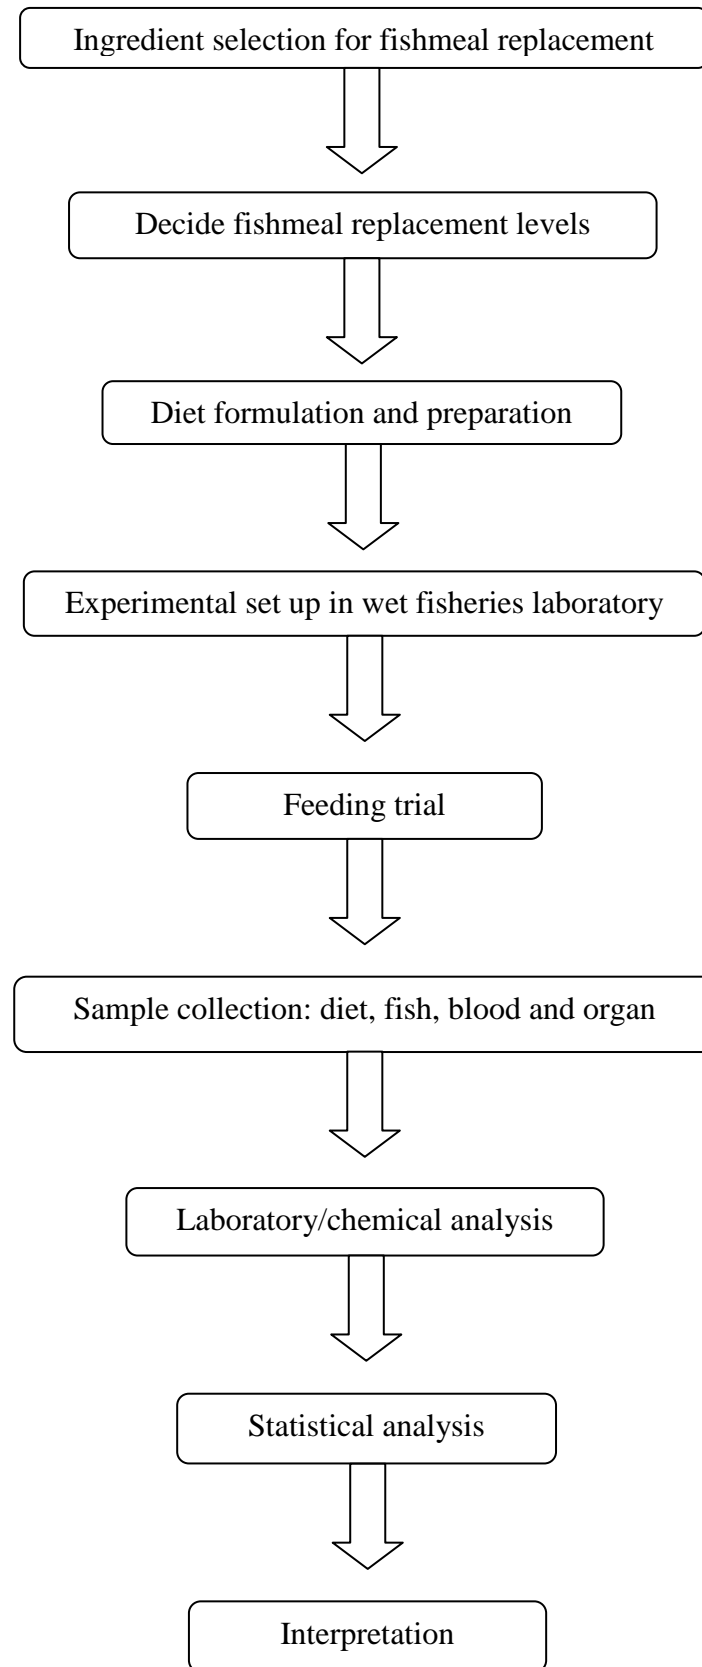 Ingredient selection for fishmeal replacement
Decide fishmeal replacement levels
Diet formulation and preparation
Experimental set up in wet fisheries laboratory
Feeding trial
Sample collection: diet, fish, blood and organ
Laboratory/chemical analysis
Statistical analysis
Interpretation